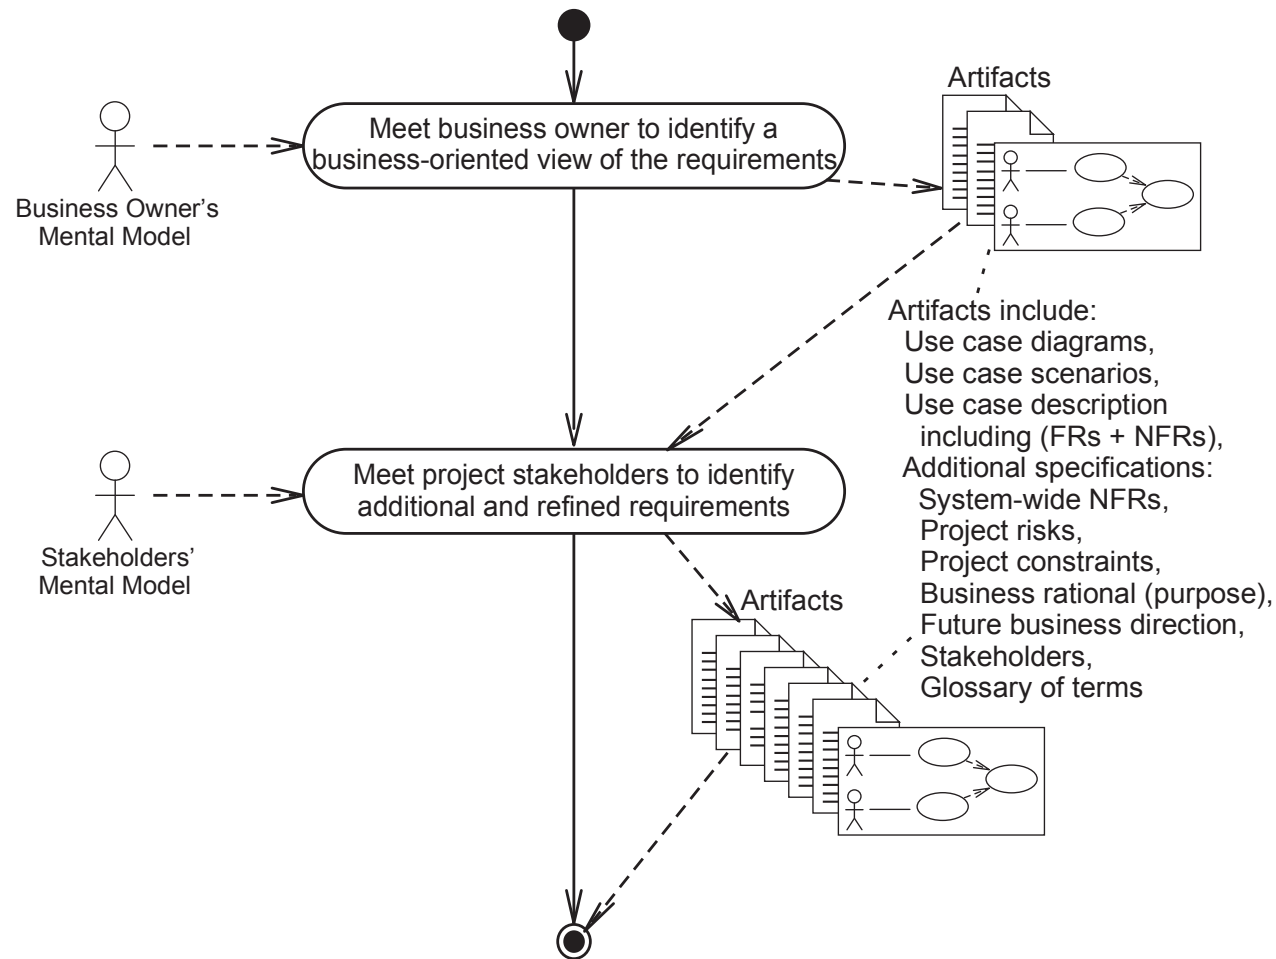 Artifacts
Meet business owner to identify a
business-oriented view of the requirements
Business Owner’s
Mental Model
Artifacts include:
Use case diagrams,
Use case scenarios,
Use case description
including (FRs + NFRs),
Additional specifications:
System-wide NFRs,
Project risks,
Project constraints,
Business rational (purpose),
Future business direction,
Stakeholders,
Glossary of terms
Meet project stakeholders to identify
additional and refined requirements
Stakeholders’
Mental Model
Artifacts